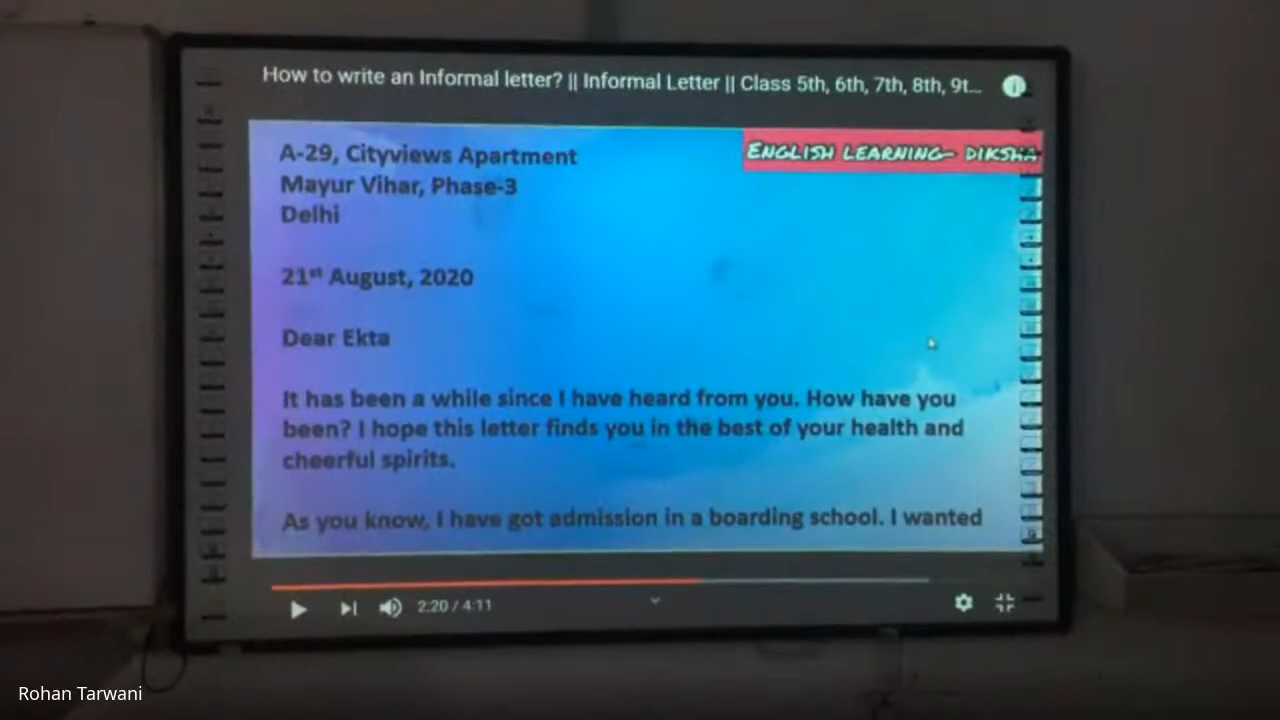 How to write an Informal letter? || Informal Letter || Class 5th, 6th, 7th, 8th, 9t...
ENGLISH LEARNING- DIKSHA
A-29, Cityviews Apartment
Mayur Vihar, Phase-3
Delhi
21st August, 2020
Dear Ekta
It has been a while since I have heard from you. How have you
been? I hope this letter finds you in the best of your health and
cheerful spirits.
As you know, I have got admission in a boarding school. I wanted
2:20 / 4:11
Rohan Tarwani